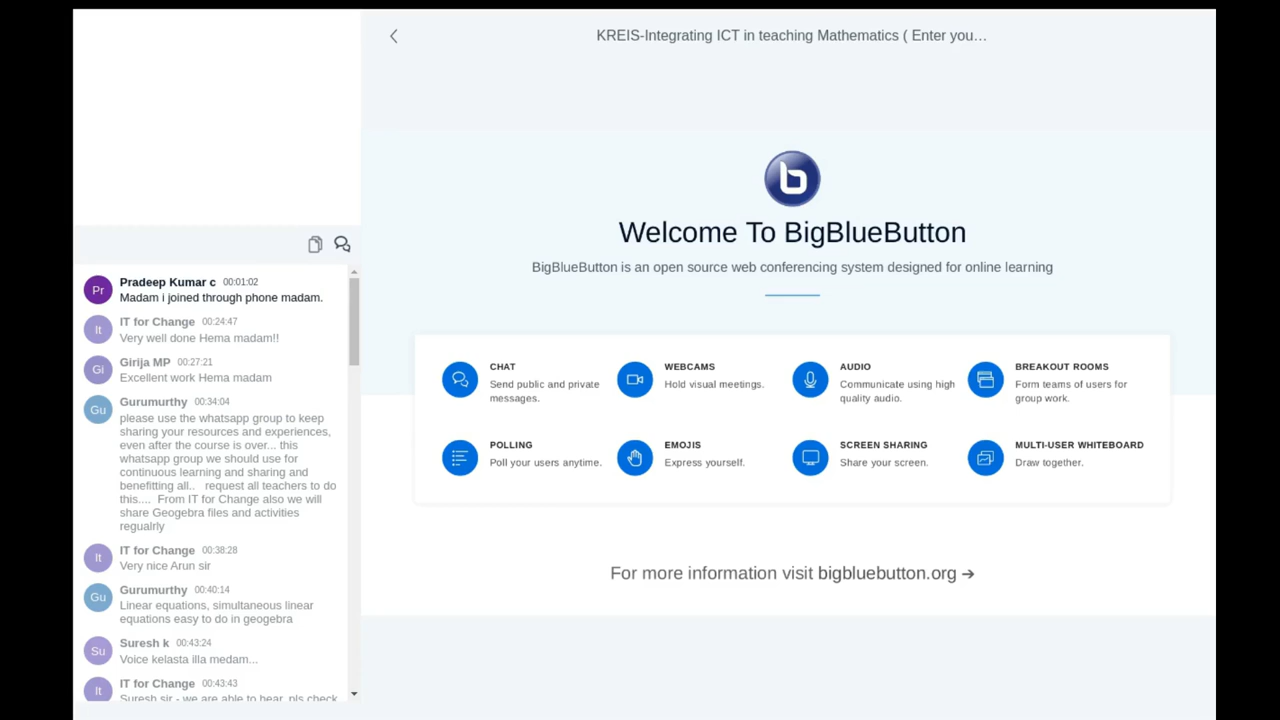 KREIS-Integrating ICT in teaching Mathematics ( Enter you…
Pr
Pradeep Kumar c 00:01:02
Madam i joined through phone madam.
It
IT for Change 00:24:47
Very well done Hema madam!!
Gi
Girija MP 00:27:21
Excellent work Hema madam
Gu
Gurumurthy 00:34:04
please use the whatsapp group to keep
sharing your resources and experiences,
even after the course is over... this
whatsapp group we should use for
continuous learning and sharing and
benefitting all.. request all teachers to do
this.... From IT for Change also we will
share Geogebra files and activities
regualrly
It
IT for Change 00:38:28
Very nice Arun sir
Gu
Gurumurthy 00:40:14
Linear equations, simultaneous linear
equations easy to do in geogebra
Su
Suresh k 00:43:24
Voice kelasta illa medam...
It
IT for Change 00:43:43
Suresh sir - we are able to hear, pls check
b
Welcome To BigBlueButton
BigBlueButton is an open source web conferencing system designed for online learning
CHAT
Send public and private
messages.
WEBCAMS
Hold visual meetings.
AUDIO
Communicate using high
quality audio.
BREAKOUT ROOMS
Form teams of users for
group work.
POLLING
Poll your users anytime.
EMOJIS
Express yourself.
SCREEN SHARING
Share your screen.
MULTI-USER WHITEBOARD
Draw together.
For more information visit bigbluebutton.org →